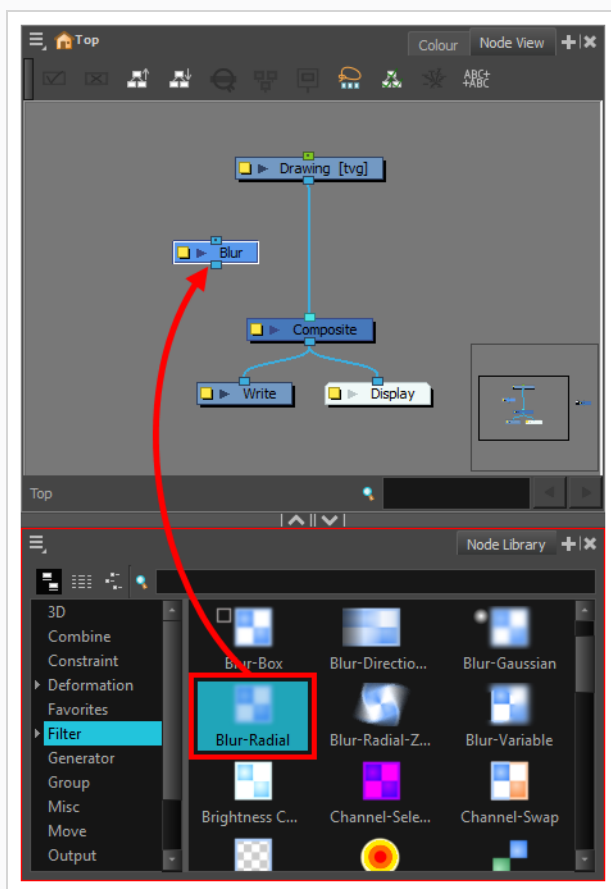 Top
Colour
Node View
ABC+
+ABC
Drawing [tvg]
Blur
Composite
Write
Display
Top
Node Library
3D
Combine
Constraint
Deformation
Favorites
Filter
Generator
Group
Misc
Move
Output
Blur-Box
Blur-Directio...
Blur-Gaussian
Blur-Radial
Blur-Radial-Z...
Blur-Variable
Brightness C...
Channel-Sele...
Channel-Swap